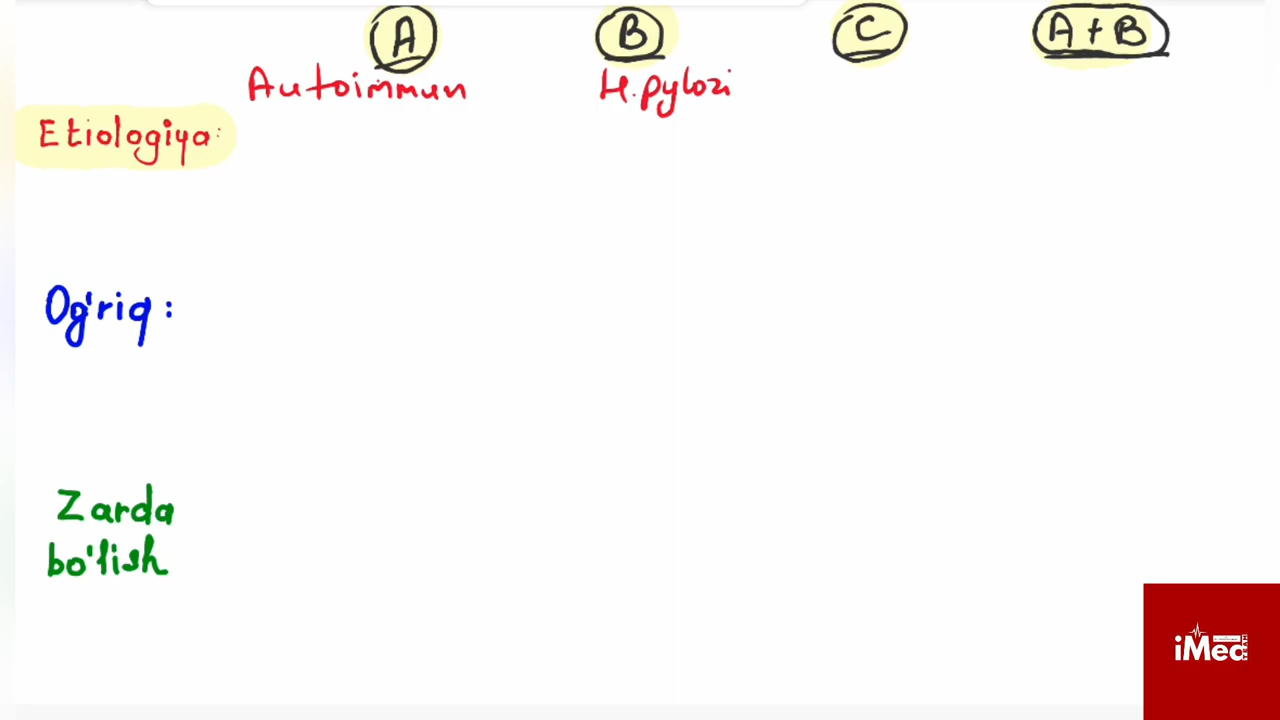 A B C A + B
Autoimmun H.pylori
Etiologiya:
Og'riq:
Zarda
bo'lish
iMed